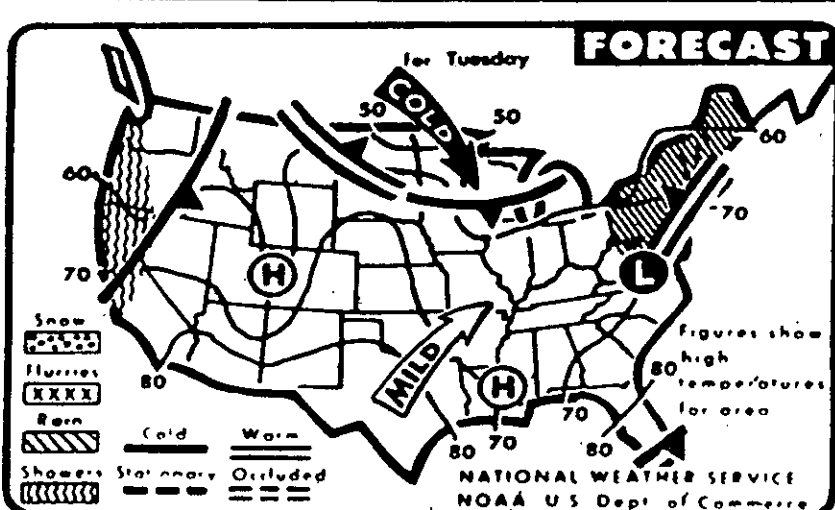 FORECAST
for Tuesday
COLD
50
50
60
60
70
70
H
L
MILD
H
80
80
70
70
80
80
Figures show
high
temperatures
for area
Snow
Flurries
XXXX
Rain
Showers
Cold
Warm
Stationary
Occluded
NATIONAL WEATHER SERVICE
NOAA U S Dept of Commerce